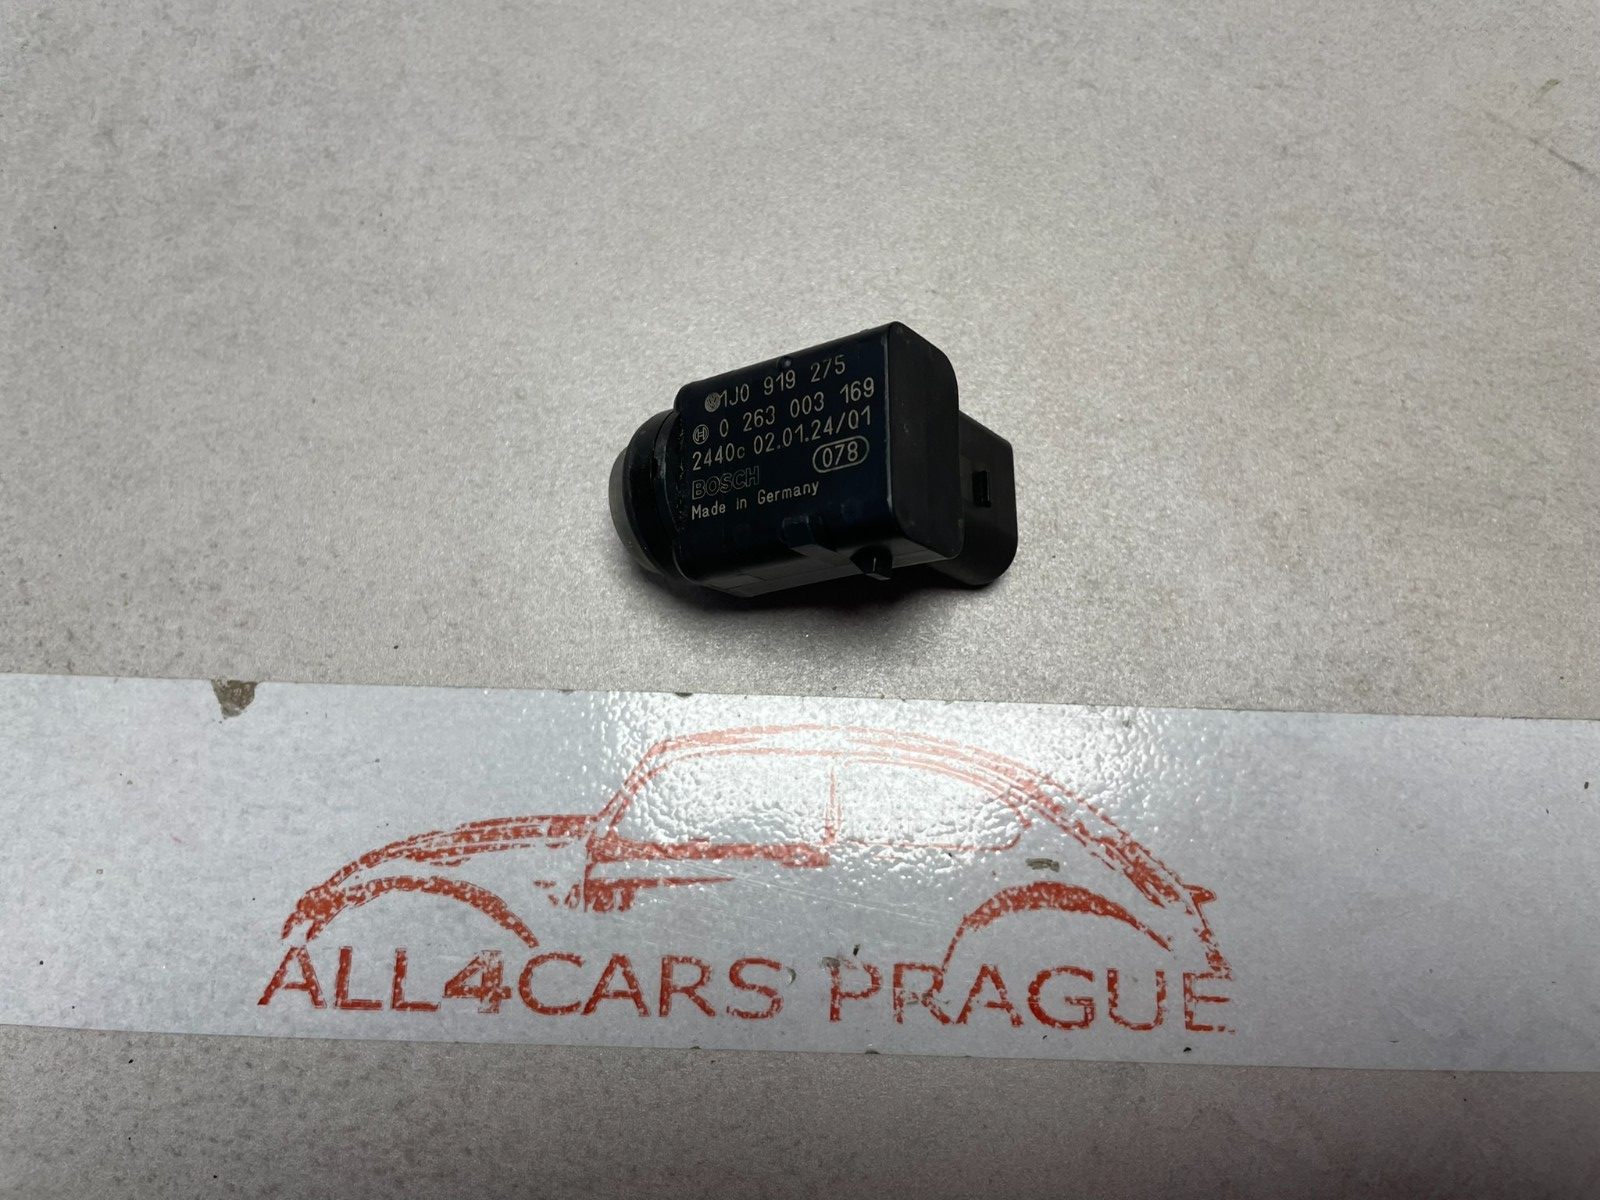 1J0 919 275
0 263 003 169
2440c 02.01.24/01
BOSCH 078
Made in Germany
ALL4CARS PRAGUE